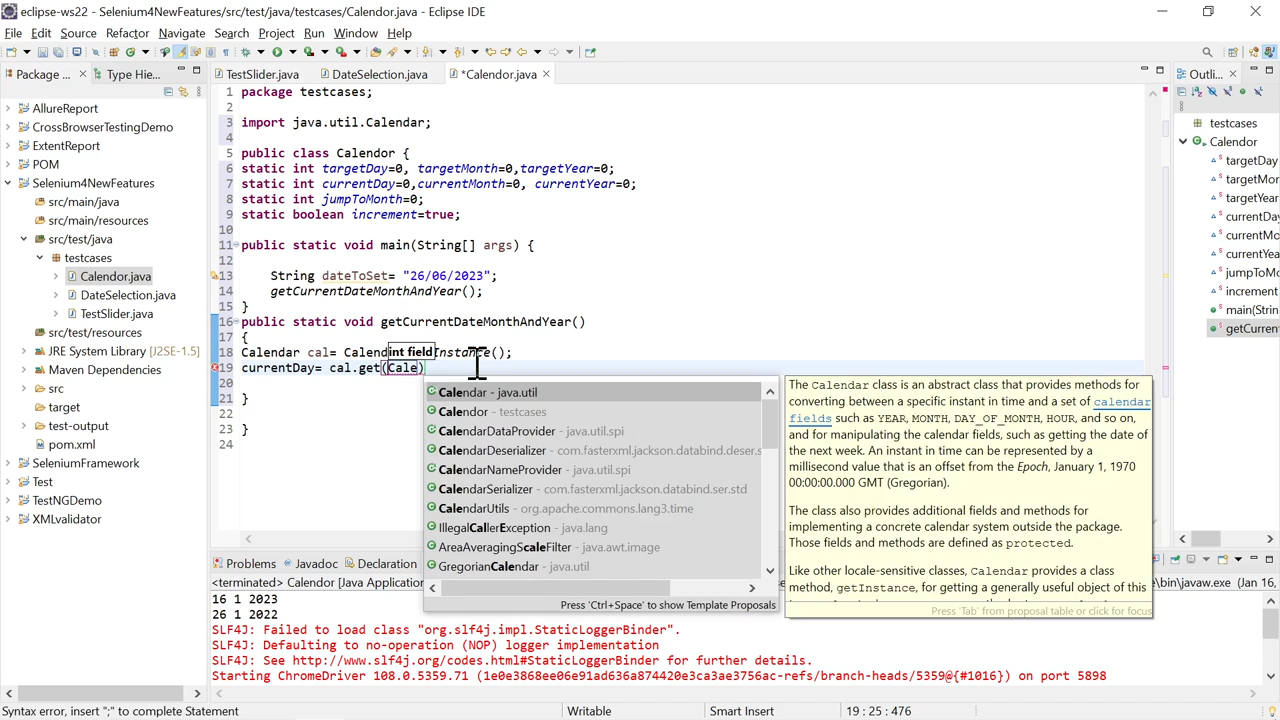 eclipse-ws22 - Selenium4NewFeatures/src/test/java/testcases/Calendor.java - Eclipse IDE
File Edit Source Refactor Navigate Search Project Run Window Help
Package ... Type Hie...
TestSlider.java DateSelection.java *Calendor.java
Outli...
AllureReport
CrossBrowserTestingDemo
ExtentReport
POM
Selenium4NewFeatures
src/main/java
src/main/resources
src/test/java
testcases
Calendor.java
DateSelection.java
TestSlider.java
src/test/resources
JRE System Library [J2SE-1.5]
Maven Dependencies
src
target
test-output
pom.xml
SeleniumFramework
Test
TestNGDemo
XMLvalidator
1 package testcases;
2
3 import java.util.Calendar;
4
5 public class Calendor {
6 static int targetDay=0, targetMonth=0,targetYear=0;
7 static int currentDay=0,currentMonth=0, currentYear=0;
8 static int jumpToMonth=0;
9 static boolean increment=true;
10
11 public static void main(String[] args) {
12
13 String dateToSet= "26/06/2023";
14 getCurrentDateMonthAndYear();
15 }
16 public static void getCurrentDateMonthAndYear()
17 {
18 Calendar cal= Calend nstance();
int field
19 currentDay= cal.get(Cale)
20
21 }
22
23 }
24
Calendar - java.util
Calendor - testcases
CalendarDataProvider - java.util.spi
CalendarDeserializer - com.fasterxml.jackson.databind.deser.s
CalendarNameProvider - java.util.spi
CalendarSerializer - com.fasterxml.jackson.databind.ser.std
CalendarUtils - org.apache.commons.lang3.time
IllegalCallerException - java.lang
AreaAveragingScaleFilter - java.awt.image
GregorianCalendar - java.util
Press 'Ctrl+Space' to show Template Proposals
The Calendar class is an abstract class that provides methods for
converting between a specific instant in time and a set of calendar
fields such as YEAR, MONTH, DAY_OF_MONTH, HOUR, and so on,
and for manipulating the calendar fields, such as getting the date of
the next week. An instant in time can be represented by a
millisecond value that is an offset from the Epoch, January 1, 1970
00:00:00.000 GMT (Gregorian).
The class also provides additional fields and methods for
implementing a concrete calendar system outside the package.
Those fields and methods are defined as protected.
Like other locale-sensitive classes, Calendar provides a class
method, getInstance, for getting a generally useful object of this
Press 'Tab' from proposal table or click for focus
testcases
Calendor
targetDay
targetMo
targetYea
currentDa
currentM
currentYe
jumpToM
increment
main(Strin
getCurren
Problems Javadoc Declaration
<terminated> Calendor [Java Applicatio n\javaw.exe (Jan 16,
16 1 2023
26 1 2022
SLF4J: Failed to load class "org.slf4j.impl.StaticLoggerBinder".
SLF4J: Defaulting to no-operation (NOP) logger implementation
SLF4J: See http://www.slf4j.org/codes.html#StaticLoggerBinder for further details.
Starting ChromeDriver 108.0.5359.71 (1e0e3868ee06e91ad636a874420e3ca3ae3756ac-refs/branch-heads/5359@{#1016}) on port 5898
Syntax error, insert ";" to complete Statement Writable Smart Insert 19 : 25 : 476